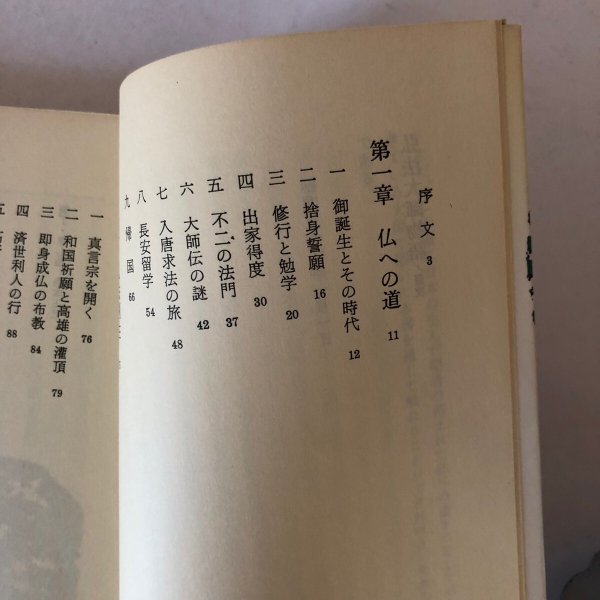 序文 3
第一章 仏への道 11
一 御誕生とその時代 12
二 捨身誓願 16
三 修行と勉学 20
四 出家得度 30
五 不二の法門 37
六 大師伝の謎 42
七 入唐求法の旅 48
八 長安留学 54
九 帰国 66
一 真言宗を開く 76
二 和国祈願と高雄の灌頂 79
三 即身成仏の布教 84
四 済世利人の行 88
五